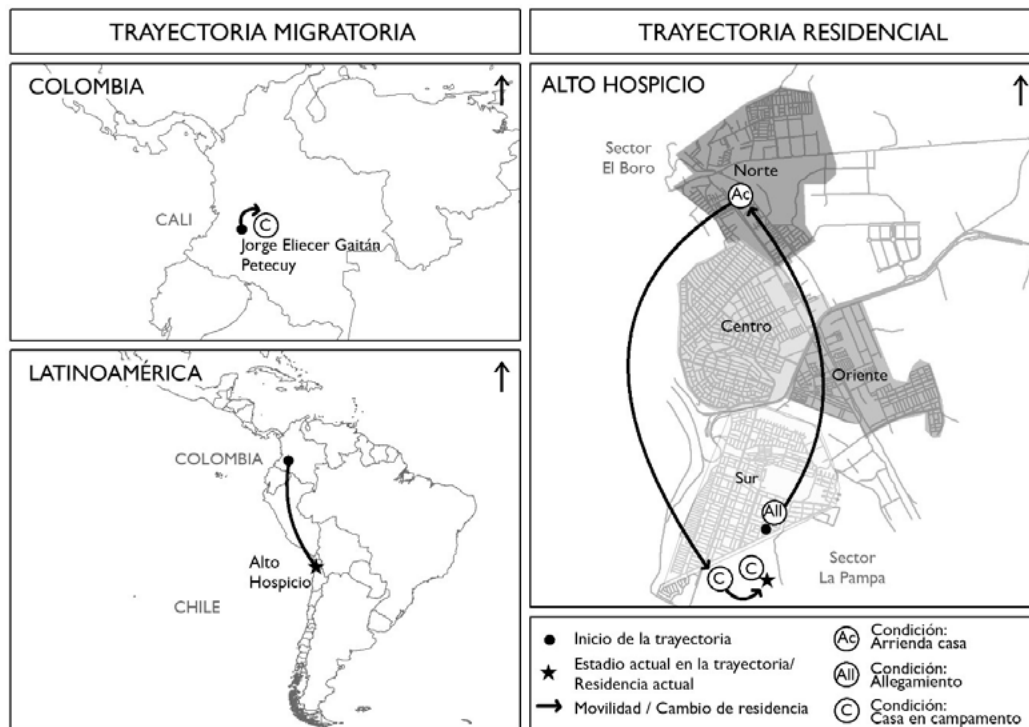 TRAYECTORIA MIGRATORIA
COLOMBIA
CALI
C
Jorge Eliecer Gaitán
Petecuy
LATINOAMÉRICA
COLOMBIA
Alto
Hospicio
CHILE
TRAYECTORIA RESIDENCIAL
ALTO HOSPICIO
Sector
El Boro
Norte
Ac
Centro
Oriente
Sur
All
C
C
Sector
La Pampa
Inicio de la trayectoria
Estadio actual en la trayectoria/
Residencia actual
Movilidad / Cambio de residencia
Ac
Condición:
Arrienda casa
All
Condición:
Allegamiento
C
Condición:
Casa en campamento